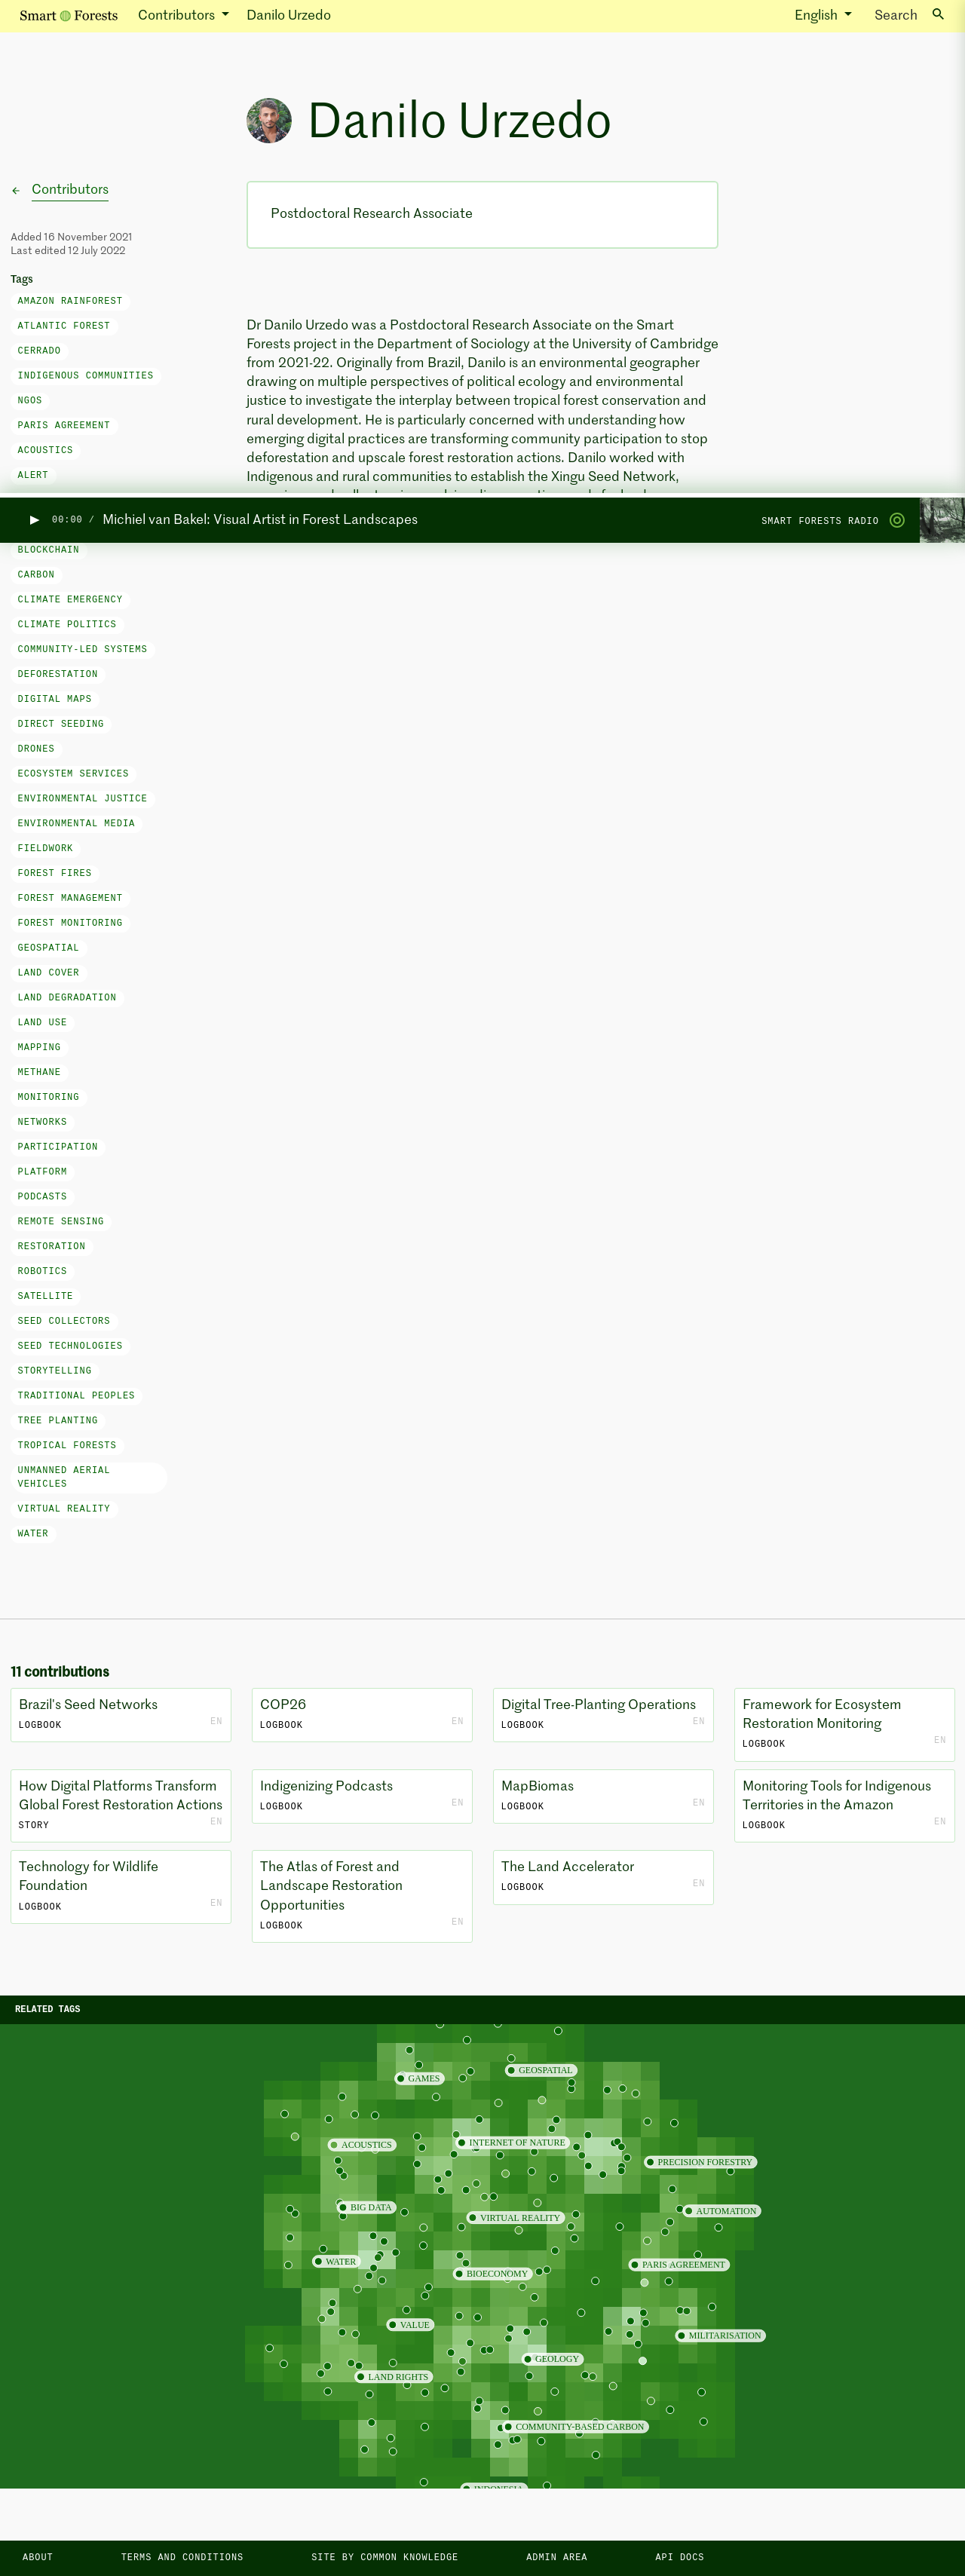 Smart Forests Contributors Danilo Urzedo English Search
Danilo Urzedo
Contributors
Added 16 November 2021
Last edited 12 July 2022
Tags
AMAZON RAINFOREST
ATLANTIC FOREST
CERRADO
INDIGENOUS COMMUNITIES
NGOS
PARIS AGREEMENT
ACOUSTICS
ALERT
Postdoctoral Research Associate
Dr Danilo Urzedo was a Postdoctoral Research Associate on the Smart
Forests project in the Department of Sociology at the University of Cambridge
from 2021-22. Originally from Brazil, Danilo is an environmental geographer
drawing on multiple perspectives of political ecology and environmental
justice to investigate the interplay between tropical forest conservation and
rural development. He is particularly concerned with understanding how
emerging digital practices are transforming community participation to stop
deforestation and upscale forest restoration actions. Danilo worked with
Indigenous and rural communities to establish the Xingu Seed Network,
00:00 / Michiel van Bakel: Visual Artist in Forest Landscapes SMART FORESTS RADIO
BLOCKCHAIN
CARBON
CLIMATE EMERGENCY
CLIMATE POLITICS
COMMUNITY-LED SYSTEMS
DEFORESTATION
DIGITAL MAPS
DIRECT SEEDING
DRONES
ECOSYSTEM SERVICES
ENVIRONMENTAL JUSTICE
ENVIRONMENTAL MEDIA
FIELDWORK
FOREST FIRES
FOREST MANAGEMENT
FOREST MONITORING
GEOSPATIAL
LAND COVER
LAND DEGRADATION
LAND USE
MAPPING
METHANE
MONITORING
NETWORKS
PARTICIPATION
PLATFORM
PODCASTS
REMOTE SENSING
RESTORATION
ROBOTICS
SATELLITE
SEED COLLECTORS
SEED TECHNOLOGIES
STORYTELLING
TRADITIONAL PEOPLES
TREE PLANTING
TROPICAL FORESTS
UNMANNED AERIAL
VEHICLES
VIRTUAL REALITY
WATER
11 contributions
Brazil's Seed Networks
LOGBOOK EN
COP26
LOGBOOK EN
Digital Tree-Planting Operations
LOGBOOK EN
Framework for Ecosystem
Restoration Monitoring
LOGBOOK EN
How Digital Platforms Transform
Global Forest Restoration Actions
STORY EN
Indigenizing Podcasts
LOGBOOK EN
MapBiomas
LOGBOOK EN
Monitoring Tools for Indigenous
Territories in the Amazon
LOGBOOK EN
Technology for Wildlife
Foundation
LOGBOOK EN
The Atlas of Forest and
Landscape Restoration
Opportunities
LOGBOOK EN
The Land Accelerator
LOGBOOK EN
RELATED TAGS
GEOSPATIAL
GAMES
INTERNET OF NATURE
ACOUSTICS
PRECISION FORESTRY
BIG DATA
AUTOMATION
VIRTUAL REALITY
WATER
PARIS AGREEMENT
BIOECONOMY
VALUE
MILITARISATION
GEOLOGY
LAND RIGHTS
COMMUNITY-BASED CARBON
INDONESIA
ABOUT TERMS AND CONDITIONS SITE BY COMMON KNOWLEDGE ADMIN AREA API DOCS